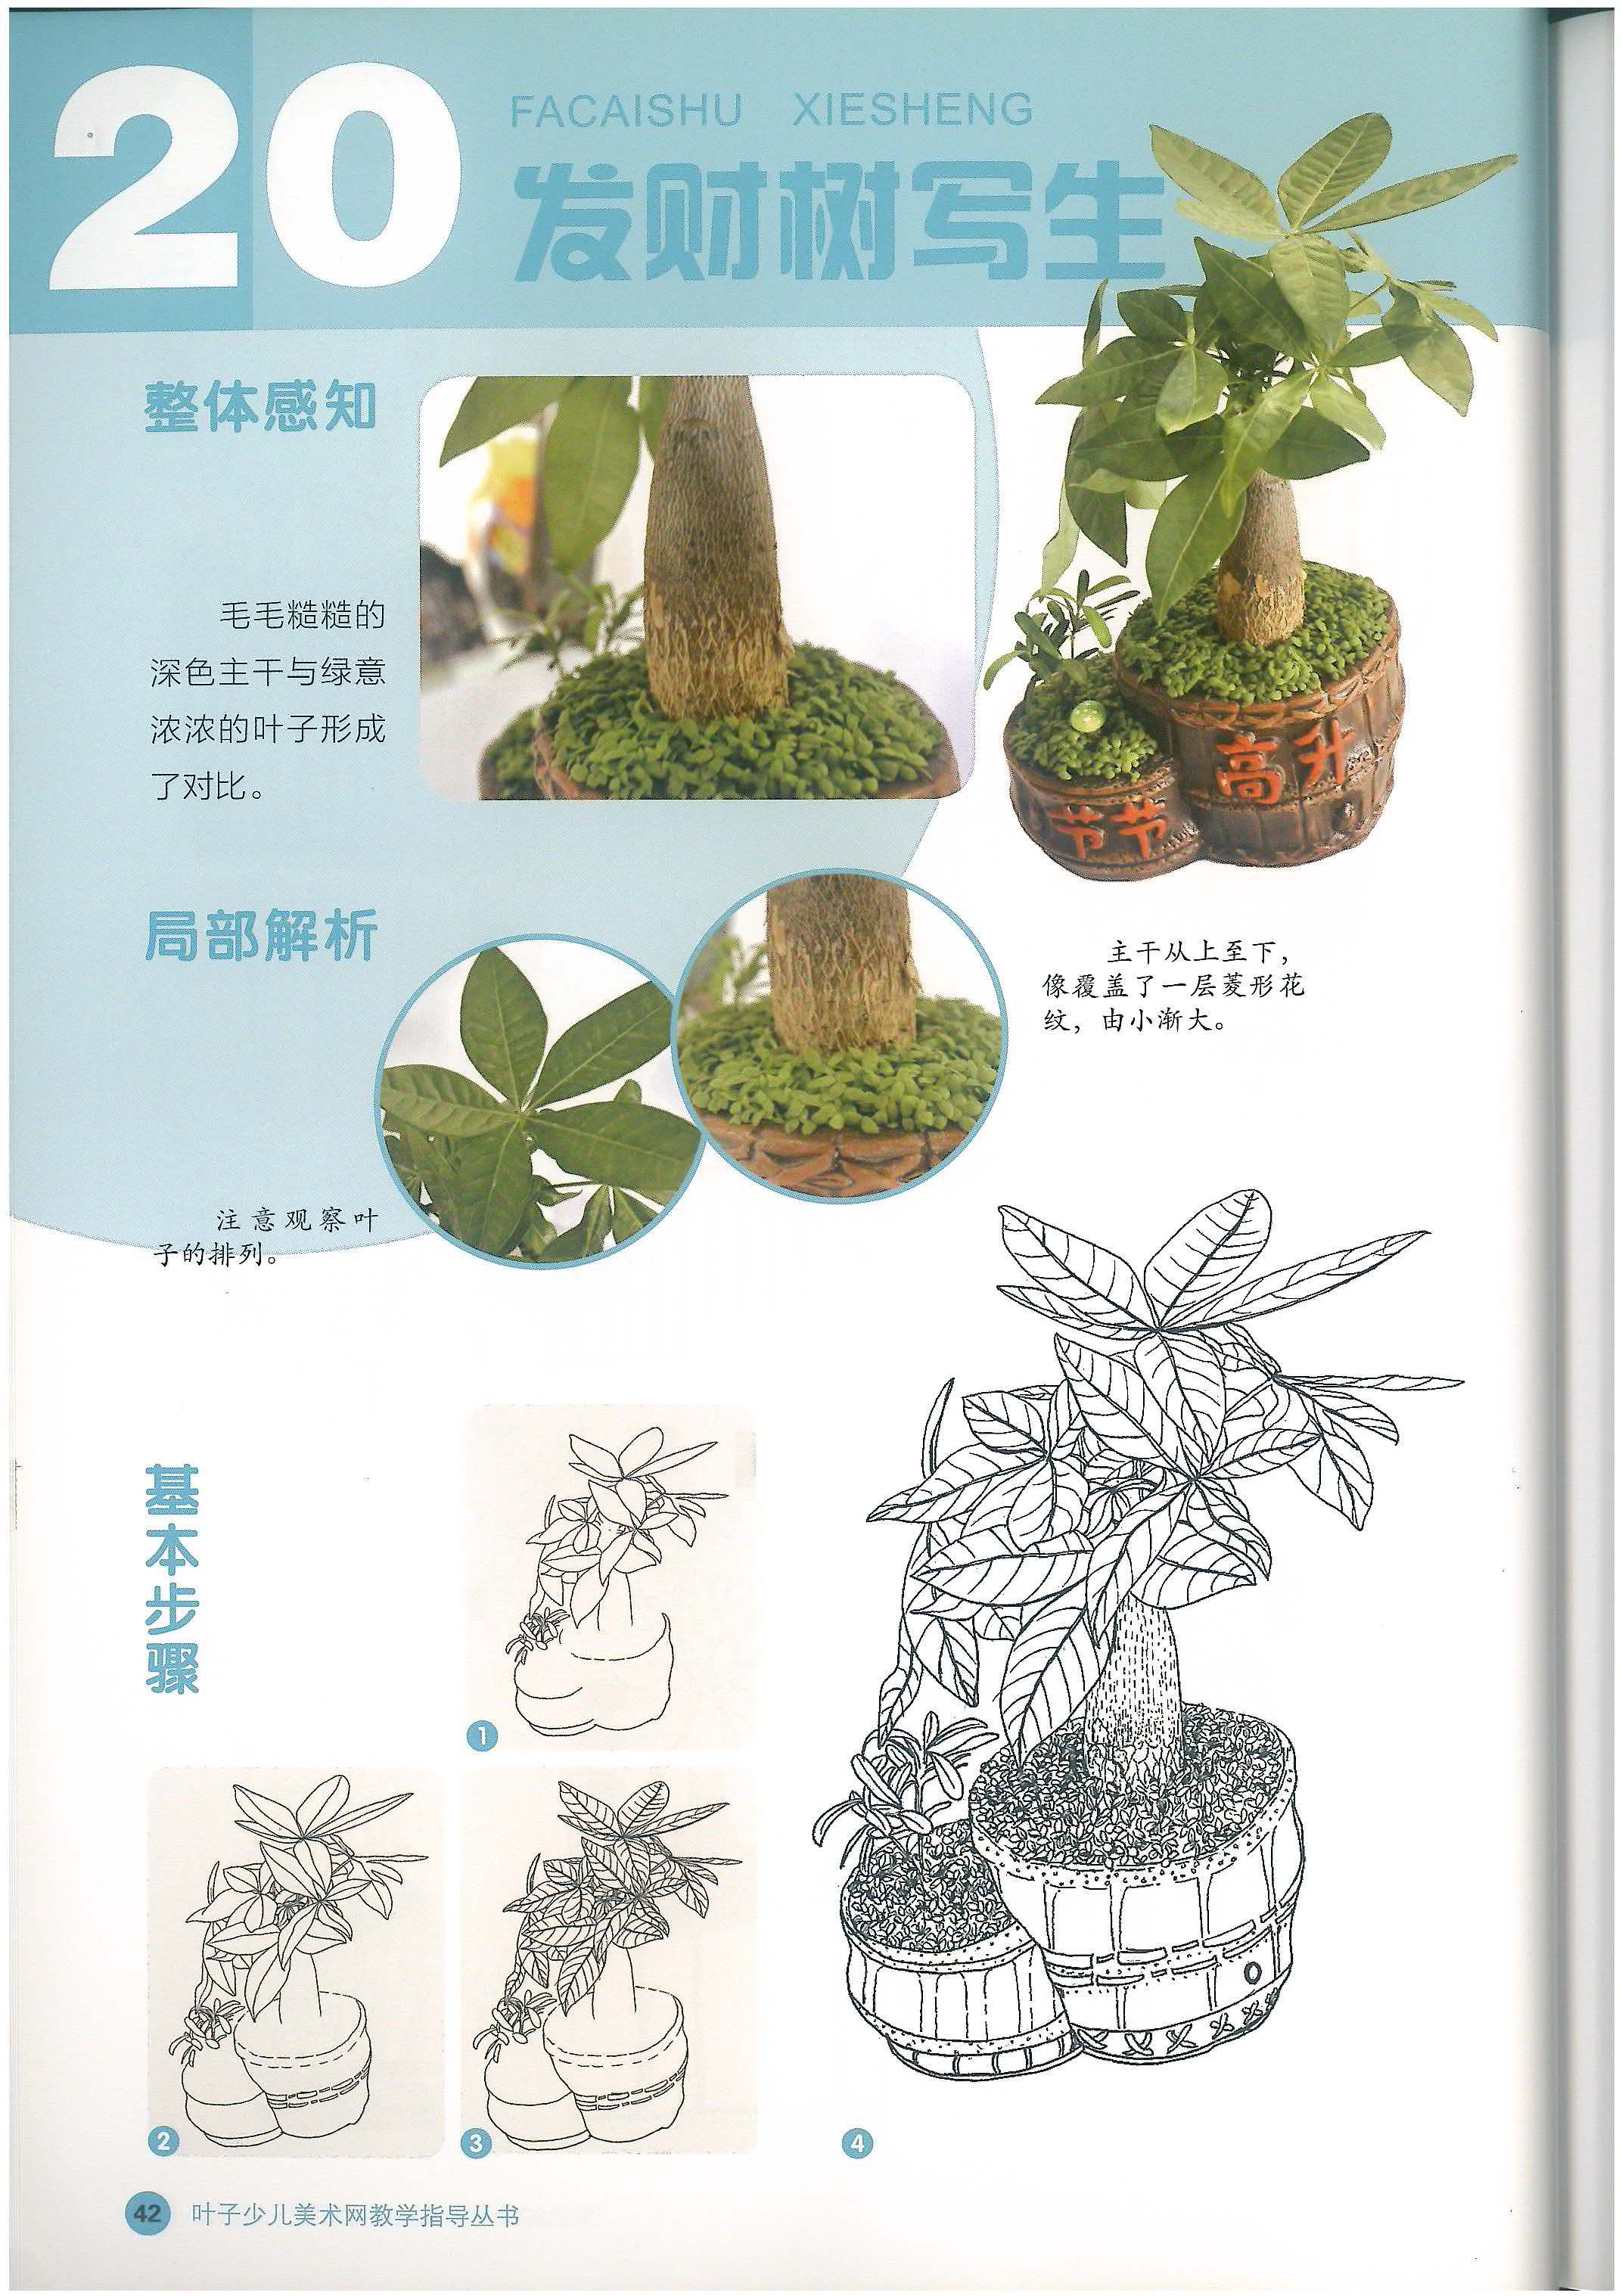 20
FACAISHU XIESHENG
发财树写生
整体感知
毛毛糙糙的
深色主干与绿意
浓浓的叶子形成
了对比。
高升
节节
局部解析
主干从上至下，
像覆盖了一层菱形花
纹，由小渐大。
注意观察叶
子的排列。
基本步骤
1
2
3
4
42 叶子少儿美术网教学指导丛书